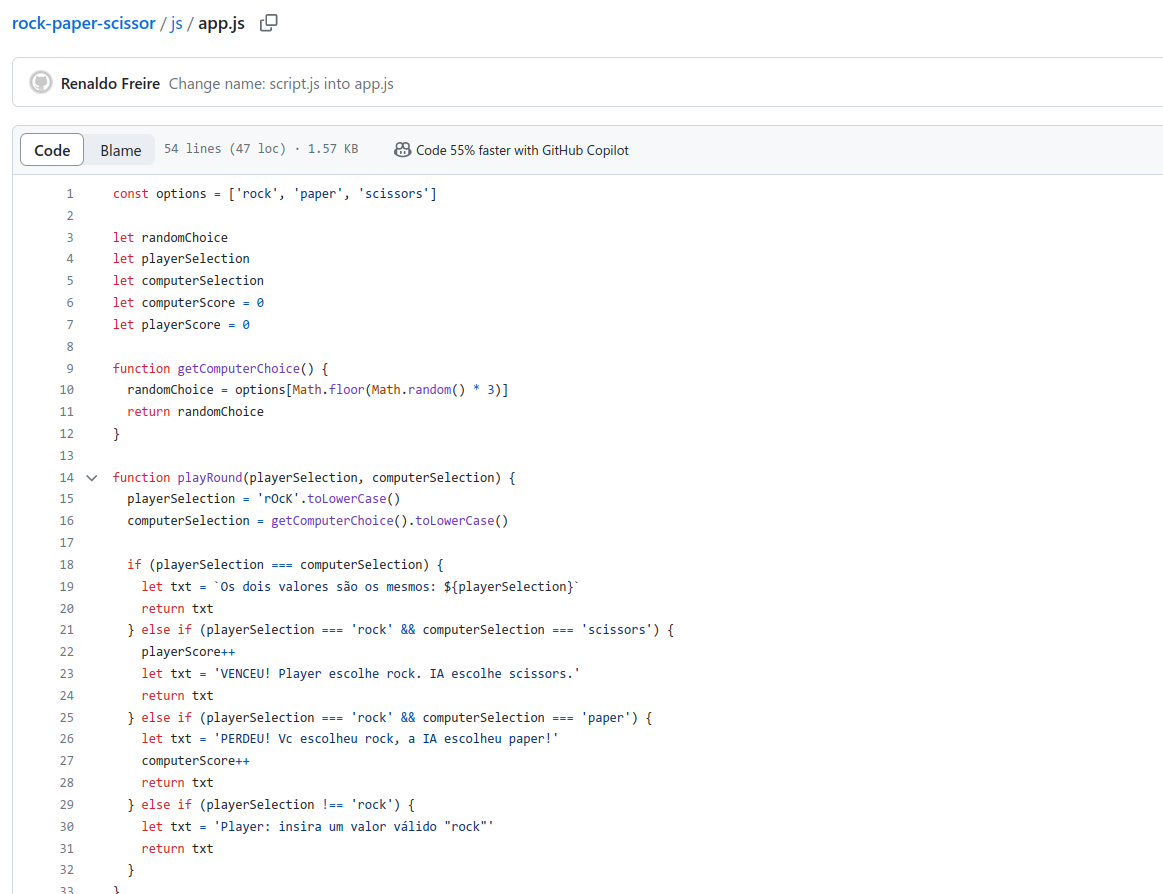 rock-paper-scissor / js / app.js
Renaldo Freire Change name: script.js into app.js
Code Blame 54 lines (47 loc) · 1.57 KB Code 55% faster with GitHub Copilot
1 const options = ['rock', 'paper', 'scissors']
2
3 let randomChoice
4 let playerSelection
5 let computerSelection
6 let computerScore = 0
7 let playerScore = 0
8
9 function getComputerChoice() {
10   randomChoice = options[Math.floor(Math.random() * 3)]
11   return randomChoice
12 }
13
14 function playRound(playerSelection, computerSelection) {
15   playerSelection = 'rOcK'.toLowerCase()
16   computerSelection = getComputerChoice().toLowerCase()
17
18   if (playerSelection === computerSelection) {
19     let txt = `Os dois valores são os mesmos: ${playerSelection}`
20     return txt
21   } else if (playerSelection === 'rock' && computerSelection === 'scissors') {
22     playerScore++
23     let txt = 'VENCEU! Player escolhe rock. IA escolhe scissors.'
24     return txt
25   } else if (playerSelection === 'rock' && computerSelection === 'paper') {
26     let txt = 'PERDEU! Vc escolheu rock, a IA escolheu paper!'
27     computerScore++
28     return txt
29   } else if (playerSelection !== 'rock') {
30     let txt = 'Player: insira um valor válido "rock"'
31     return txt
32   }
33 }